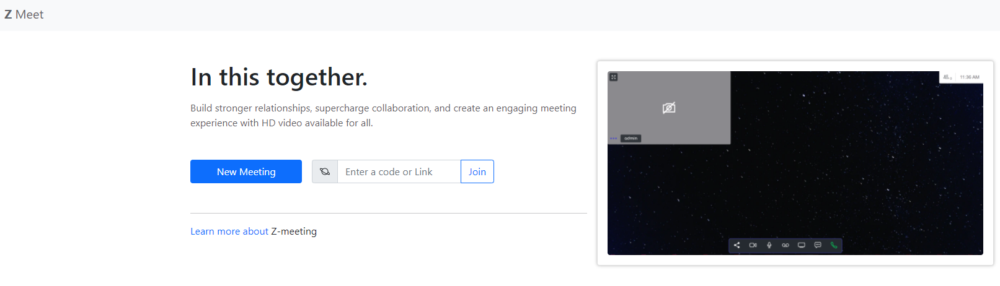 Z Meet
In this together.
Build stronger relationships, supercharge collaboration, and create an engaging meeting
experience with HD video available for all.
New Meeting
Enter a code or Link
Join
Learn more about Z-meeting
0
11:36 AM
admin